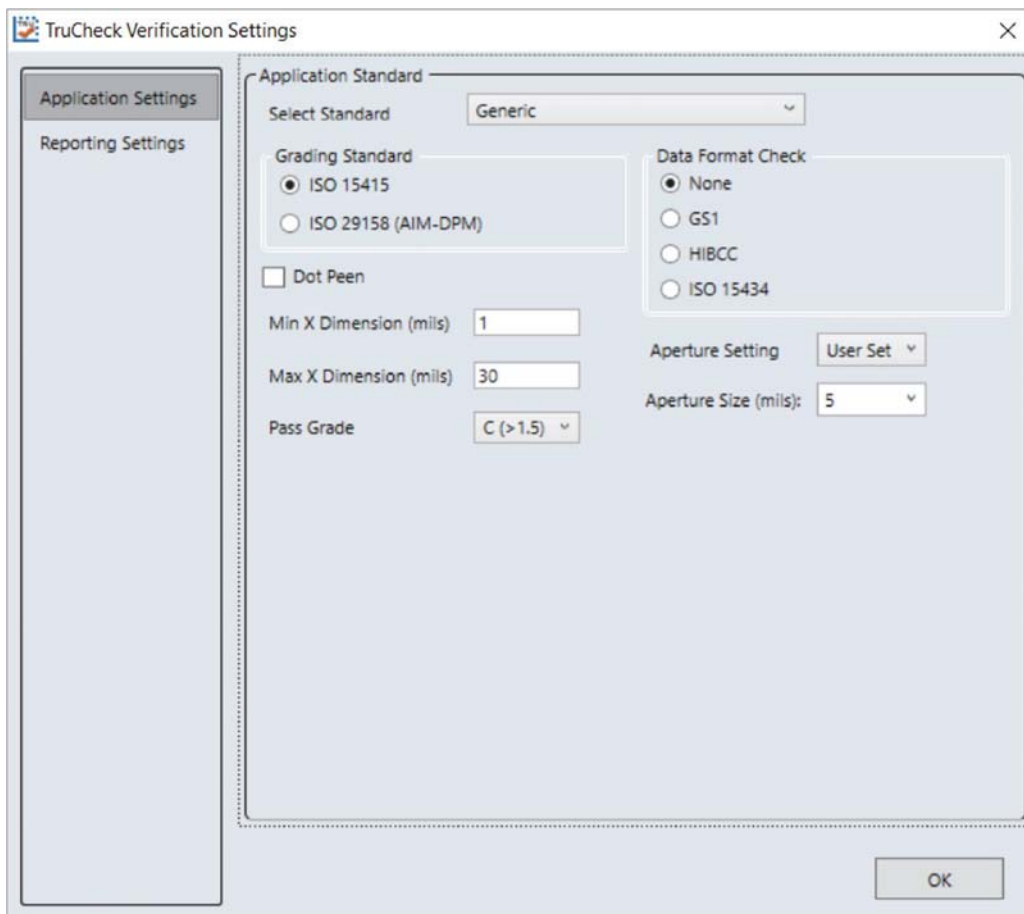 TruCheck Verification Settings
Application Settings
Reporting Settings
Application Standard
Select Standard
Generic
Grading Standard
ISO 15415
ISO 29158 (AIM-DPM)
Data Format Check
None
GS1
HIBCC
ISO 15434
Dot Peen
Min X Dimension (mils) 1
Max X Dimension (mils) 30
Pass Grade C (>1.5)
Aperture Setting User Set
Aperture Size (mils): 5
OK